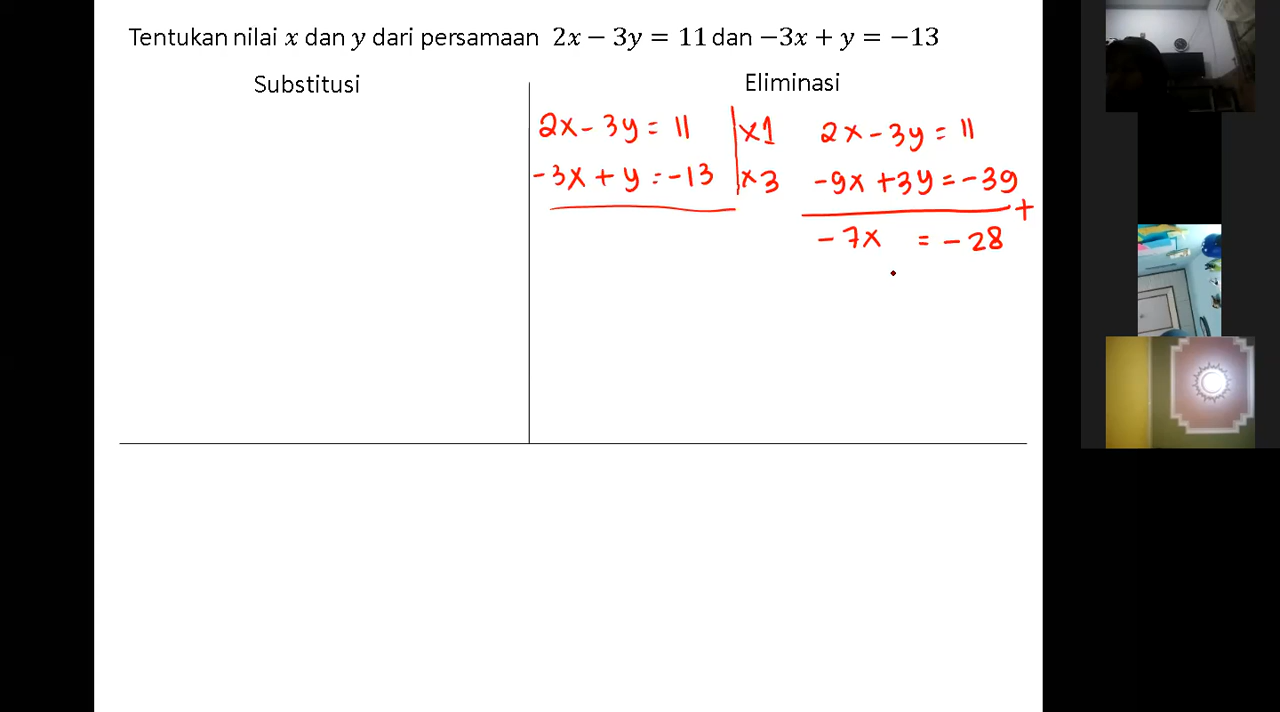 Tentukan nilai x dan y dari persamaan 2x − 3y = 11 dan −3x + y = −13
Substitusi
Eliminasi
2x - 3y = 11 | x1 2x - 3y = 11
-3x + y = -13 | x3 -9x + 3y = -39
+
-7x = -28